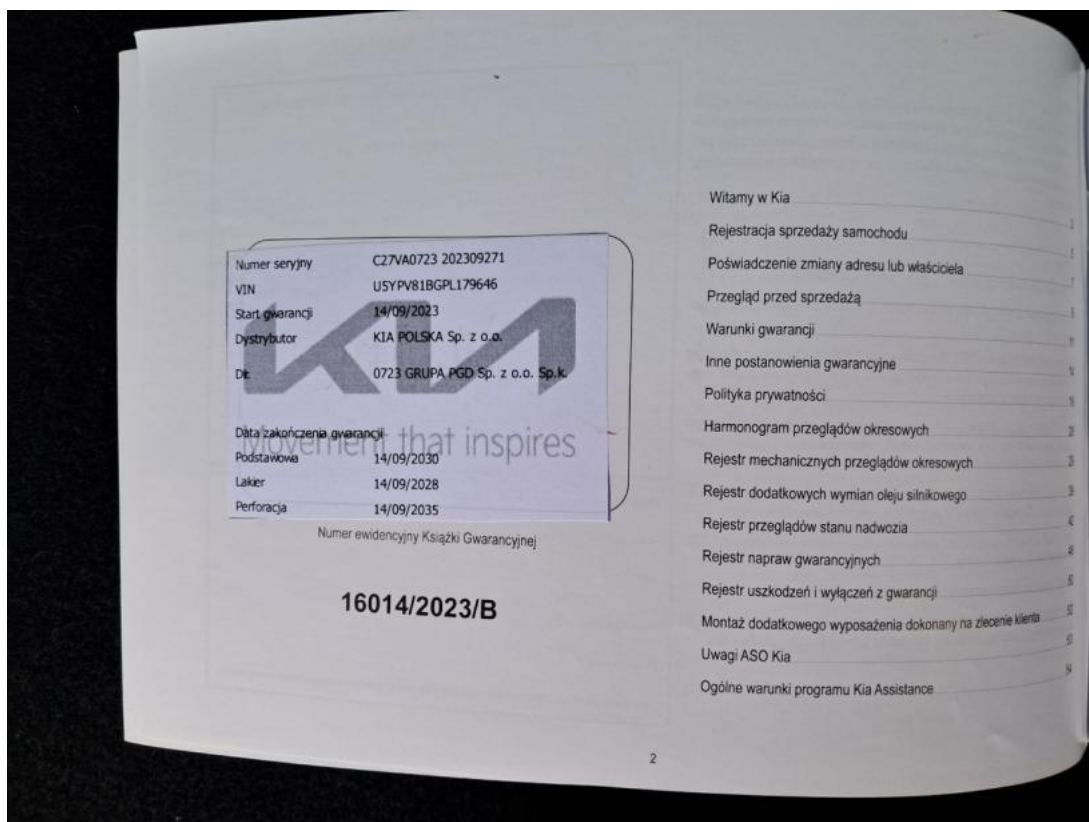 Numer seryjny C27VA0723 202309271
VIN U5YPV81BGPL179646
Start gwarancji 14/09/2023
Dystrybutor KIA POLSKA Sp. z o.o.
Dlr. 0723 GRUPA PGD Sp. z o.o. Sp.k.
KIA
Data zakończenia gwarancji
Movement that inspires
Podstawowa 14/09/2030
Lakier 14/09/2028
Perforacja 14/09/2035
Numer ewidencyjny Książki Gwarancyjnej
16014/2023/B
Witamy w Kia
Rejestracja sprzedaży samochodu
Poświadczenie zmiany adresu lub właściciela
Przegląd przed sprzedażą
Warunki gwarancji
Inne postanowienia gwarancyjne
Polityka prywatności
Harmonogram przeglądów okresowych
Rejestr mechanicznych przeglądów okresowych
Rejestr dodatkowych wymian oleju silnikowego
Rejestr przeglądów stanu nadwozia
Rejestr napraw gwarancyjnych
Rejestr uszkodzeń i wyłączeń z gwarancji
Montaż dodatkowego wyposażenia dokonany na zlecenie klienta
Uwagi ASO Kia
Ogólne warunki programu Kia Assistance
2